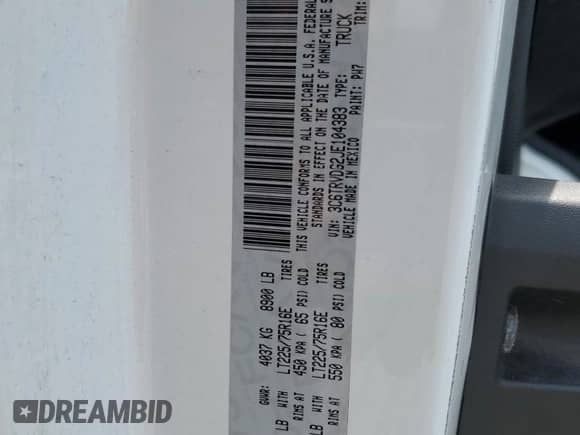 GVWR: 4037 KG 8900 LB
LB WITH LT225/75R16E TIRES
RIMS AT 450 KPA ( 65 PSI) COLD
LB WITH LT225/75R16E TIRES
RIMS AT 550 KPA ( 80 PSI) COLD
THIS VEHICLE CONFORMS TO ALL APPLICABLE U.S.A. FEDERAL
STANDARDS IN EFFECT ON THE DATE OF MANUFACTURE S
VIN: 3C6TRVDG2JE104383 TYPE: TRUCK
VEHICLE MADE IN MEXICO PAINT: PW7 TRIM:
DREAMBID